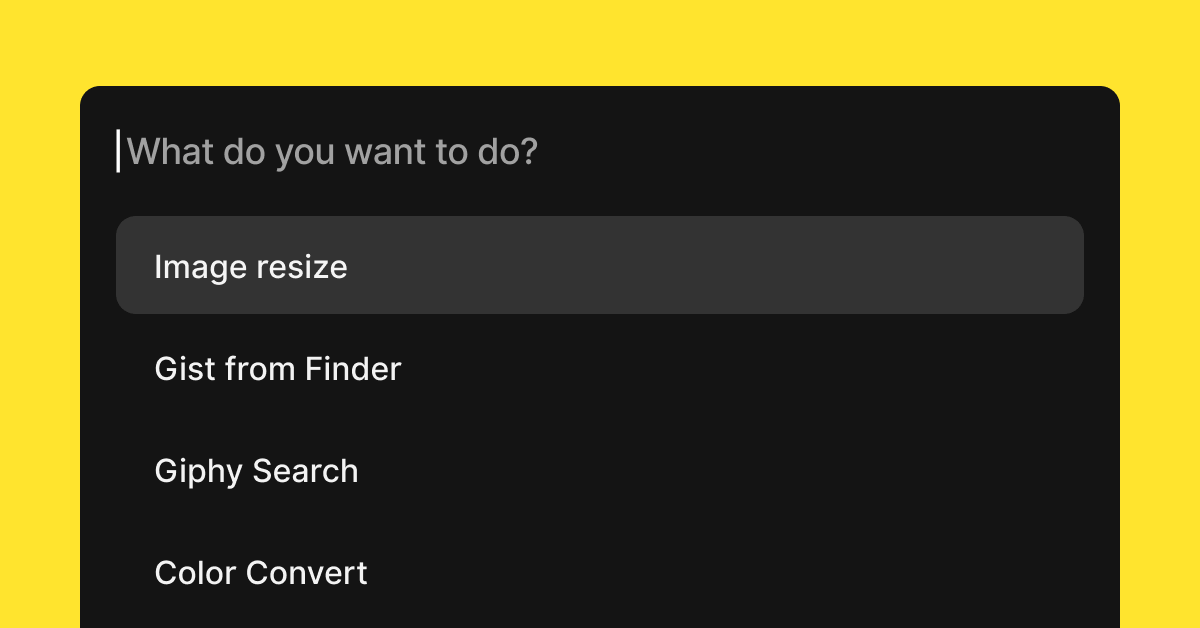 What do you want to do?
Image resize
Gist from Finder
Giphy Search
Color Convert